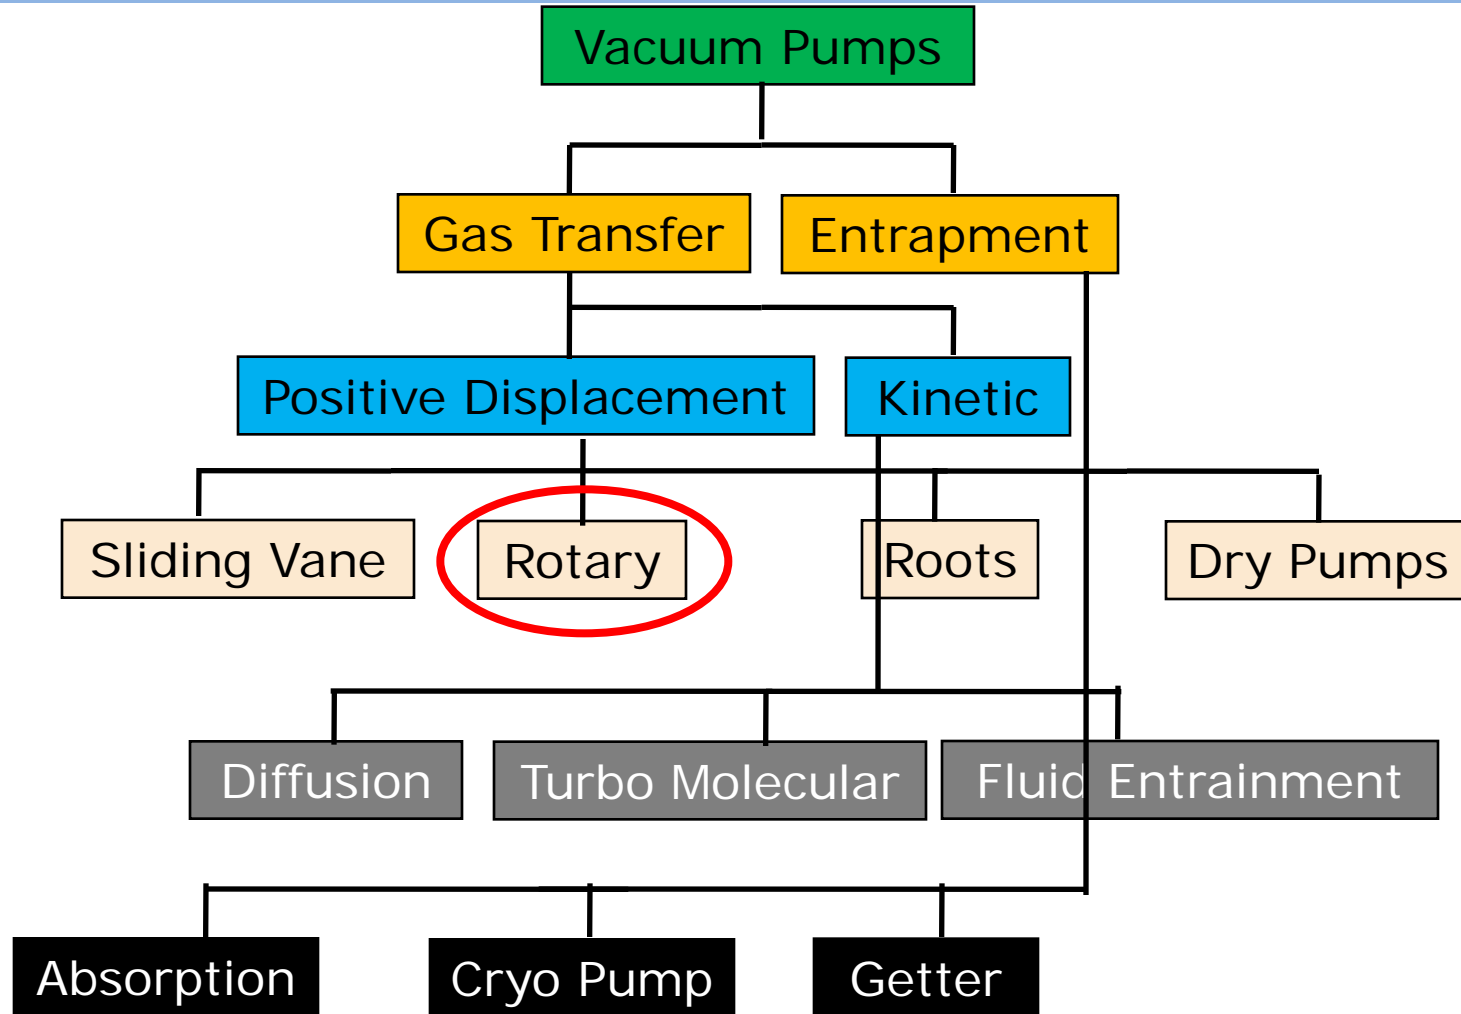 Vacuum Pumps
Gas Transfer
Entrapment
Positive Displacement
Kinetic
Sliding Vane
Rotary
Roots
Dry Pumps
Diffusion
Turbo Molecular
Fluid Entrainment
Absorption
Cryo Pump
Getter